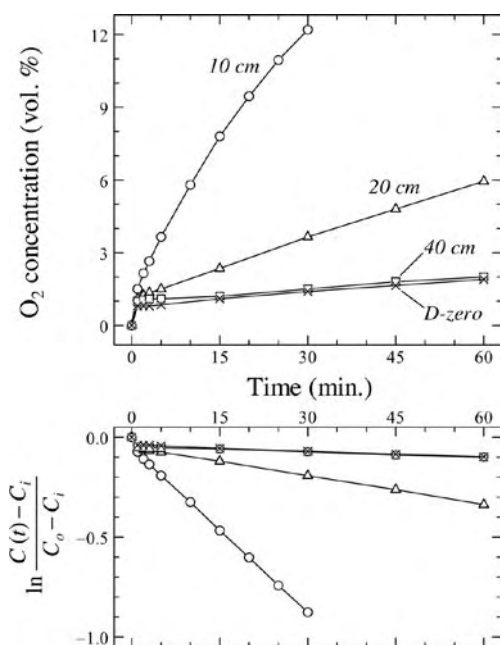 O₂ concentration (vol. %)
12
9
6
3
0
10 cm
20 cm
40 cm
D-zero
0 15 30 45 60
Time (min.)
0 15 30 45 60
ln C(t) − Cᵢ / Cₒ − Cᵢ
0.0
−0.5
−1.0